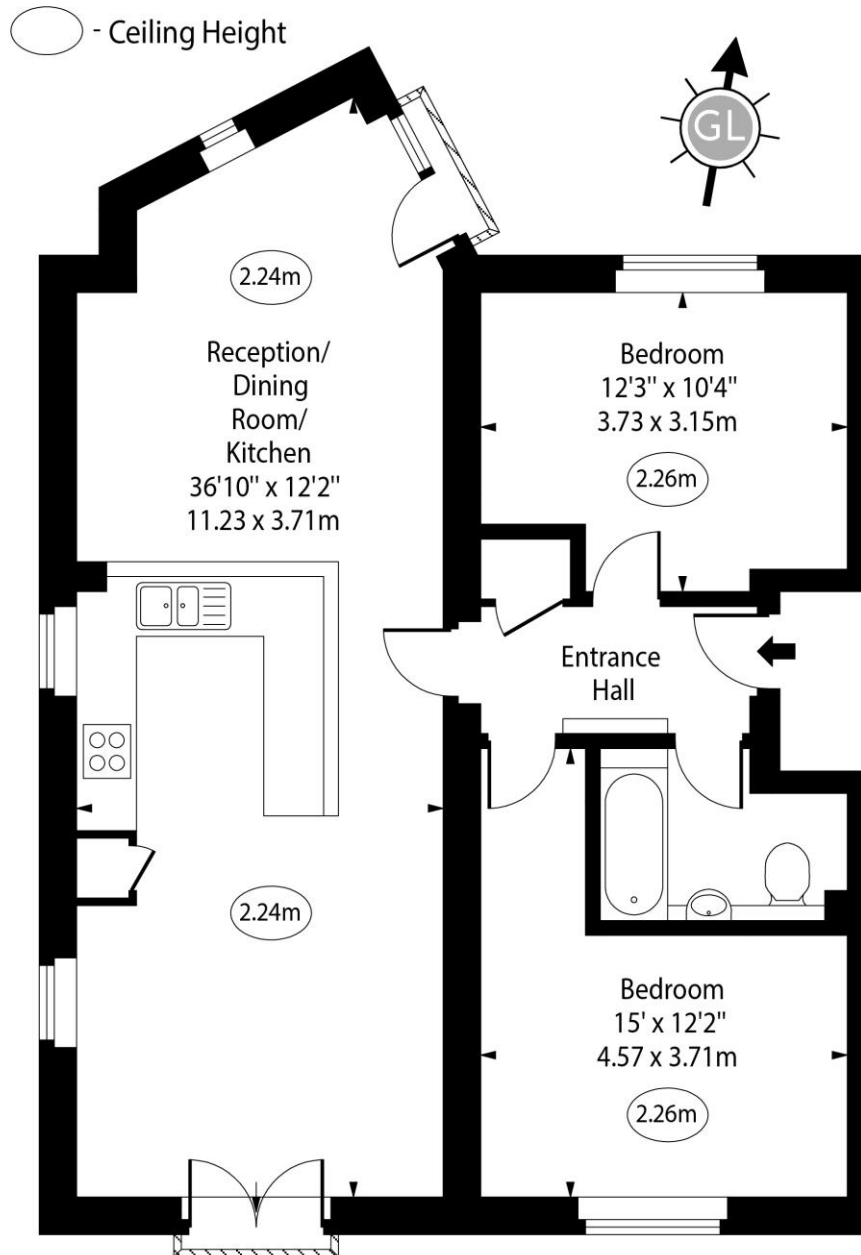 - Ceiling Height
GL
2.24m
Reception/
Dining
Room/
Kitchen
36'10" x 12'2"
11.23 x 3.71m
Bedroom
12'3" x 10'4"
3.73 x 3.15m
2.26m
Entrance
Hall
2.24m
Bedroom
15' x 12'2"
4.57 x 3.71m
2.26m